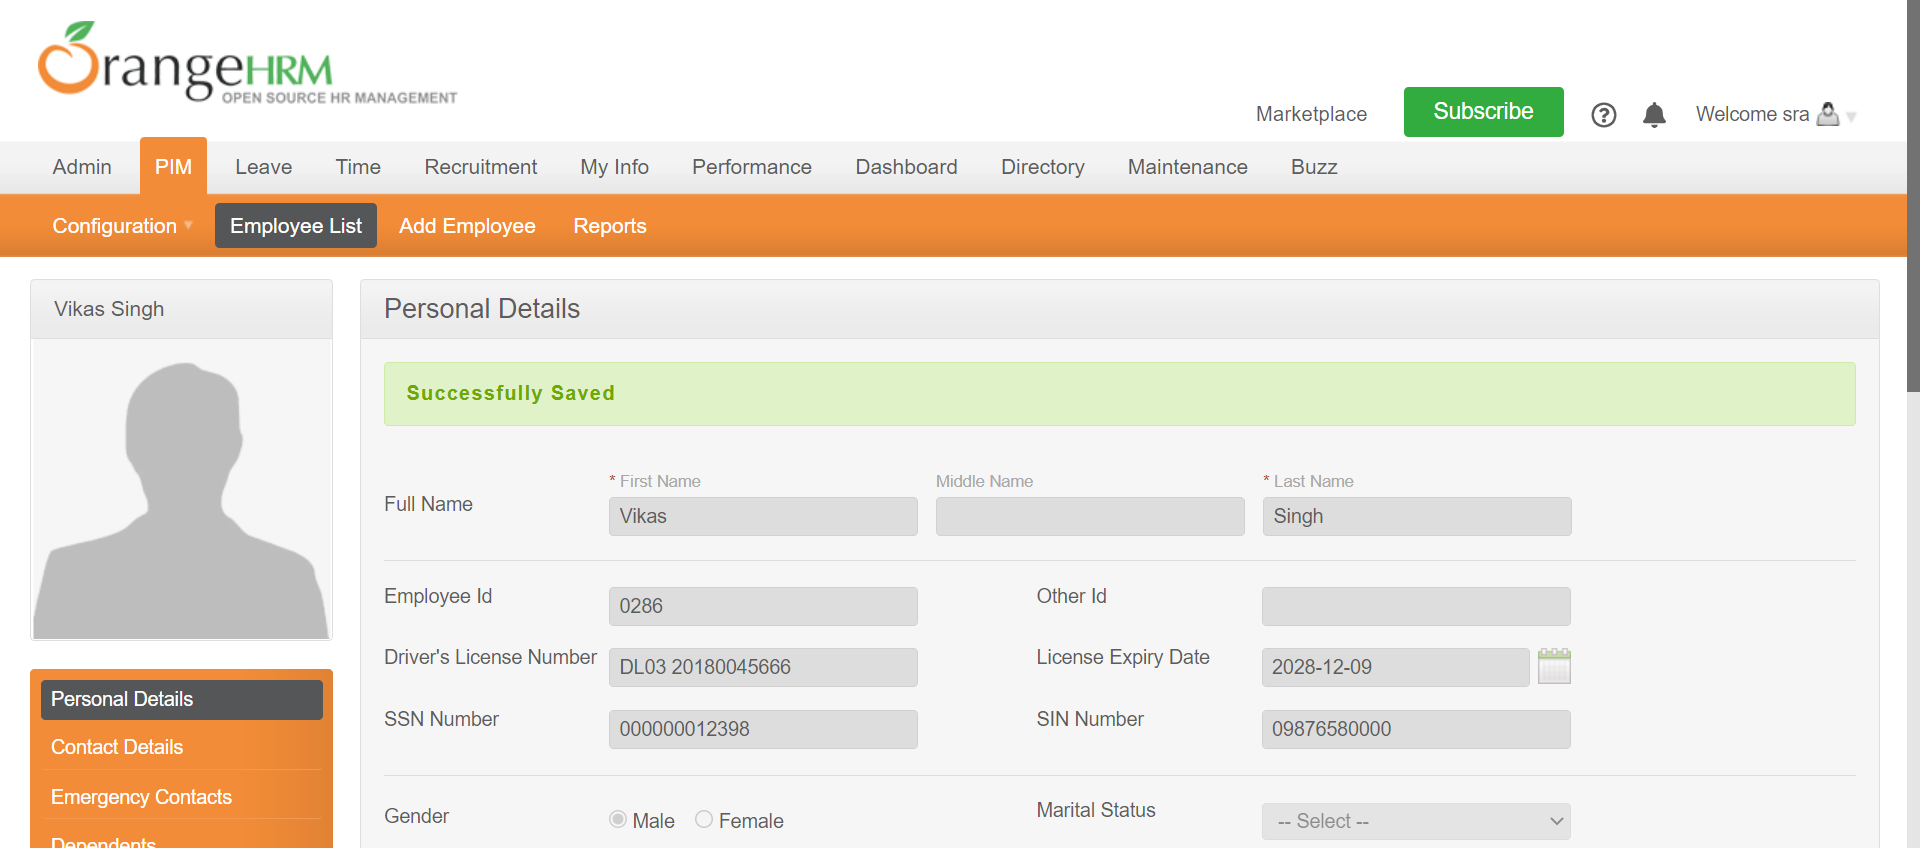 OrangeHRM
OPEN SOURCE HR MANAGEMENT
Marketplace Subscribe ? Welcome sra
Admin PIM Leave Time Recruitment My Info Performance Dashboard Directory Maintenance Buzz
Configuration Employee List Add Employee Reports
Vikas Singh
Personal Details
Successfully Saved
* First Name Middle Name * Last Name
Full Name Vikas Singh
Employee Id 0286 Other Id
Driver's License Number DL03 20180045666 License Expiry Date 2028-12-09
SSN Number 000000012398 SIN Number 09876580000
Gender Male Female Marital Status -- Select --
Personal Details
Contact Details
Emergency Contacts
Dependents